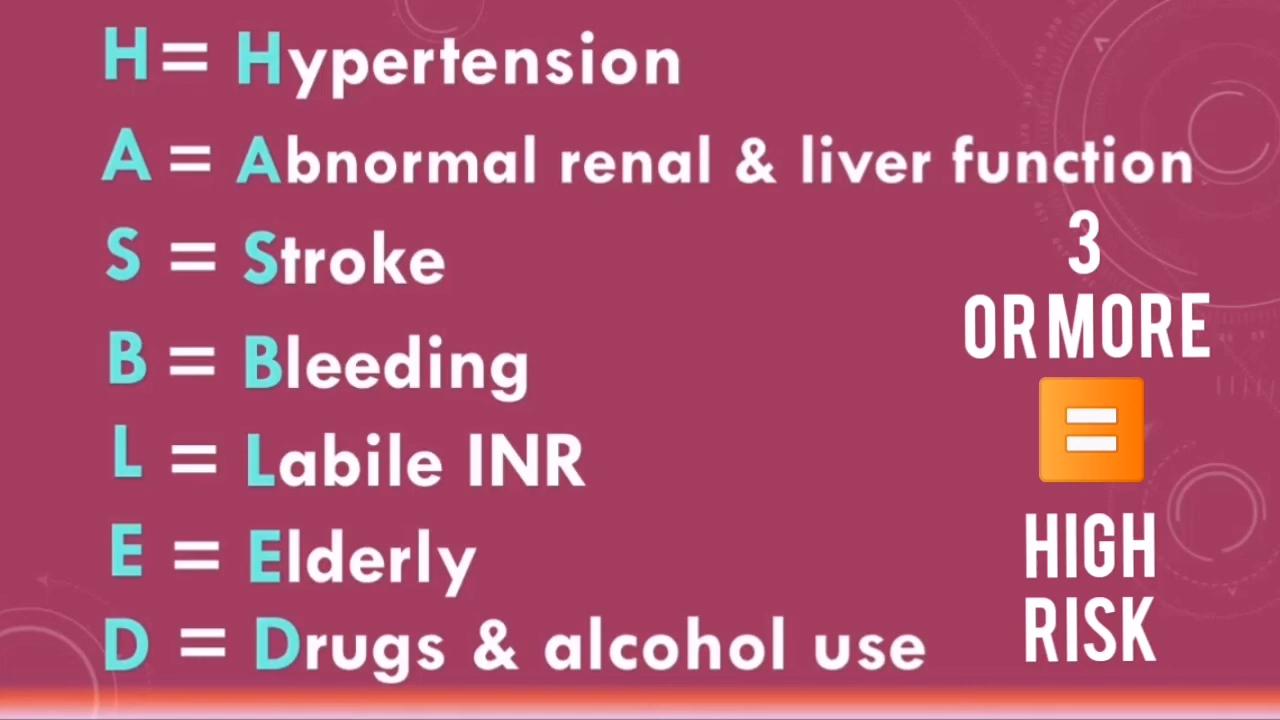 H = Hypertension
A = Abnormal renal & liver function
S = Stroke
B = Bleeding
L = Labile INR
E = Elderly
D = Drugs & alcohol use
3
OR MORE
=
HIGH
RISK